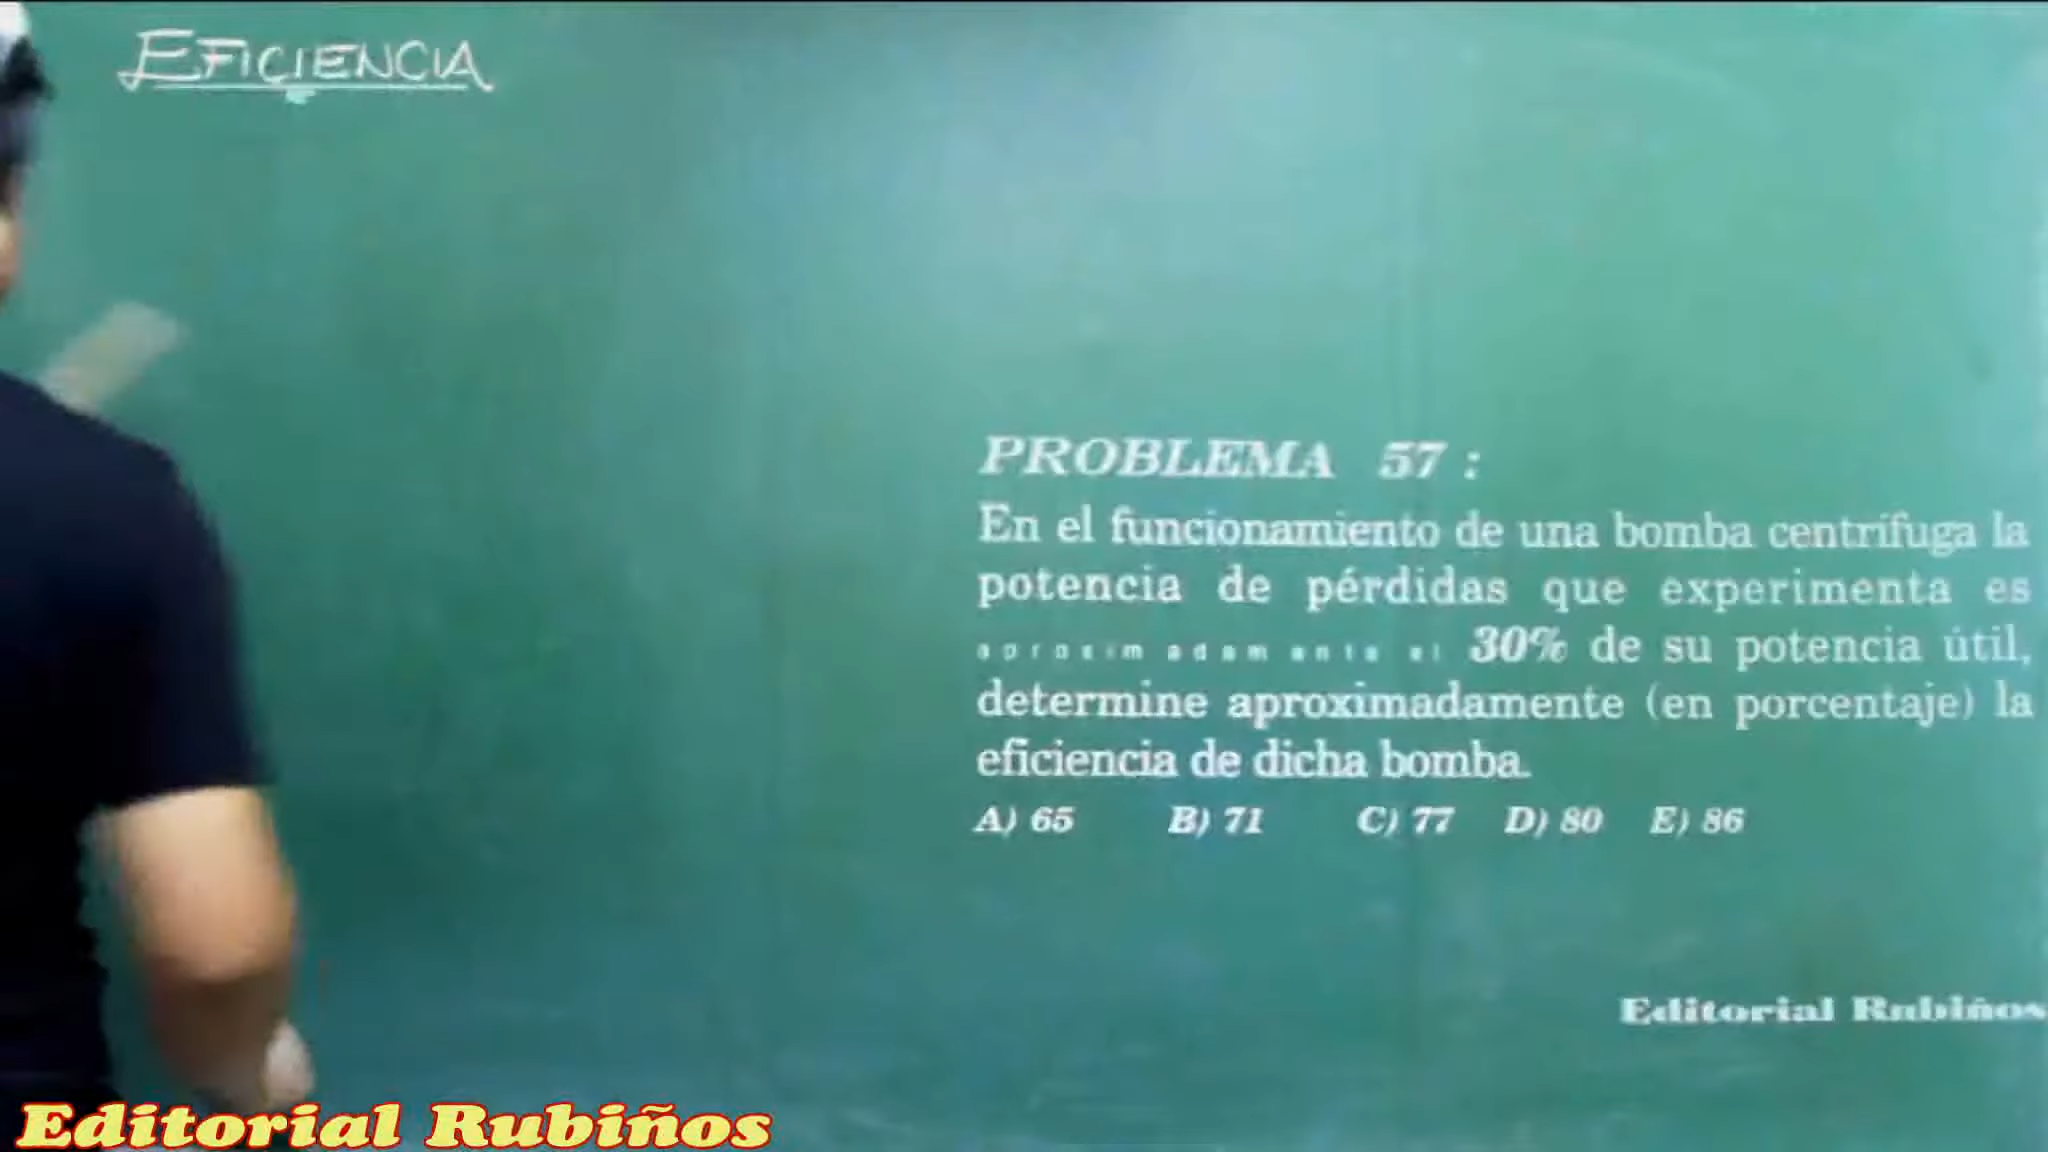 EFICIENCIA
PROBLEMA 57 :
En el funcionamiento de una bomba centrífuga la
potencia de pérdidas que experimenta es
aproximadamente el 30% de su potencia útil,
determine aproximadamente (en porcentaje) la
eficiencia de dicha bomba.
A) 65 B) 71 C) 77 D) 80 E) 86
Editorial Rubiños
Editorial Rubiños